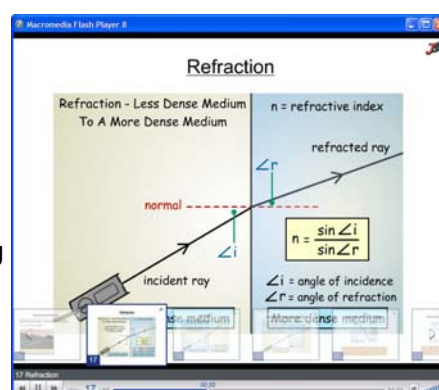 Macromedia Flash Player 8
Refraction
Refraction - Less Dense Medium
To A More Dense Medium
n = refractive index
refracted ray
∠r
normal
∠i
n = sin∠i / sin∠r
incident ray
∠i = angle of incidence
∠r = angle of refraction
More dense medium
17
17 Refraction
17